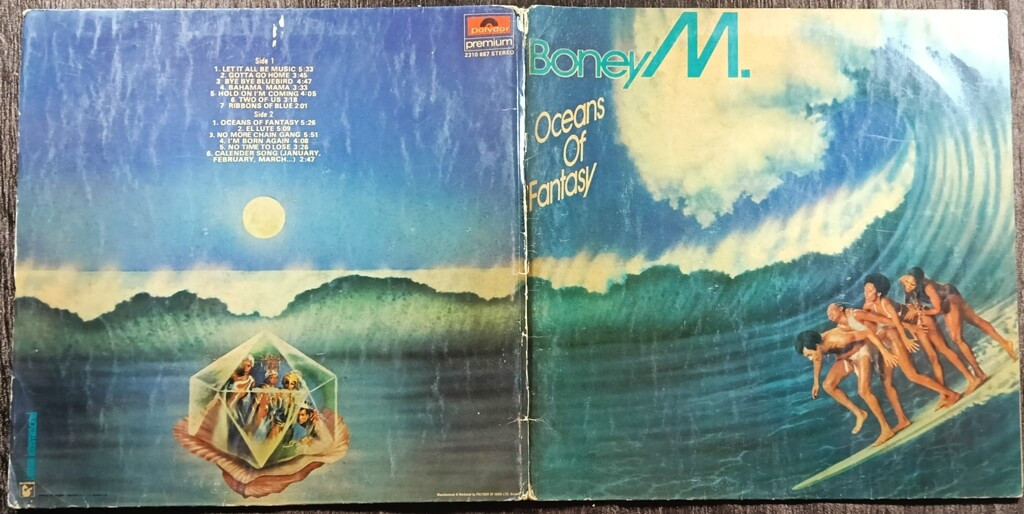 Side 1
1. LET IT ALL BE MUSIC 5:33
2. GOTTA GO HOME 3:45
3 BYE BYE BLUEBIRD 4:47
4. BAHAMA MAMA 3:33
5. HOLD ON I'M COMING 4:05
6. TWO OF US 3:18
7 RIBBONS OF BLUE 2:01
Side 2
1. OCEANS OF FANTASY 5:26
2. EL LUTE 5:09
3. NO MORE CHAIN GANG 5:51
4. I'M BORN AGAIN 4:08
5. NO TIME TO LOSE 3:26
6. CALENDER SONG (JANUARY,
FEBRUARY, MARCH...) 2:47
polydor
premium
2310 687 STEREO
Boney M.
Oceans
Of
Fantasy